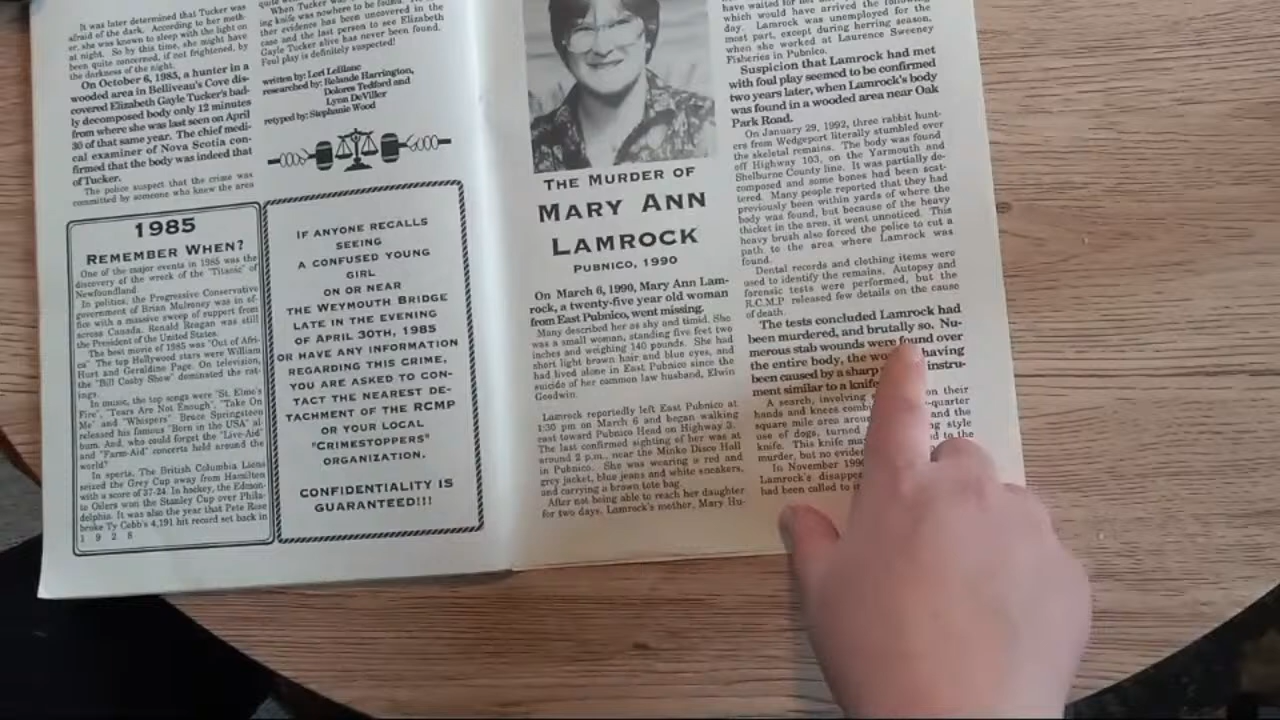 It was later determined that Tucker was
afraid of the dark. According to her moth-
er, she was known to sleep with the light on
at night. So by this time, she might have
been quite concerned, if not frightened, by
the darkness of the night.
On October 6, 1985, a hunter in a
wooded area in Belliveau's Cove dis-
covered Elizabeth Gayle Tucker's bad-
ly decomposed body only 12 minutes
from where she was last seen on April
30 of that same year. The chief medi-
cal examiner of Nova Scotia con-
firmed that the body was indeed that
of Tucker.
The police suspect that the crime was
committed by someone who knew the area
When Tucker was
ing knife was nowhere to be found.
ther evidence has been uncovered in the
case and the last person to see Elizabeth
Gayle Tucker alive has never been found.
Foul play is definitely suspected!
written by: Lori LeBlanc
researched by: Relande Harrington,
Dolores Tedford and
Lynn DeViller
retyped by: Stephanie Wood
1985
REMEMBER WHEN?
One of the major events in 1985 was the
discovery of the wreck of the "Titanic" of
Newfoundland.
In politics, the Progressive Conservative
government of Brian Mulroney was in of-
fice with a massive sweep of support from
across Canada. Ronald Reagan was still
the President of the United States.
The best movie of 1985 was "Out of Afri-
ca". The top Hollywood stars were William
Hurt and Geraldine Page. On television,
the "Bill Cosby Show" dominated the rat-
ings.
In music, the top songs were "St. Elmo's
Fire", "Tears Are Not Enough", "Take On
Me" and "Whispers". Bruce Springsteen
released his famous "Born in the USA" al-
bum. And, who could forget the "Live-Aid"
and "Farm-Aid" concerts held around the
world?
In sports, The British Columbia Lions
seized the Grey Cup away from Hamilton
with a score of 37-24. In hockey, the Edmon-
ton Oilers won the Stanley Cup over Phila-
delphia. It was also the year that Pete Rose
broke Ty Cobb's 4,191 hit record set back in
1 9 2 8
IF ANYONE RECALLS
SEEING
A CONFUSED YOUNG
GIRL
ON OR NEAR
THE WEYMOUTH BRIDGE
LATE IN THE EVENING
OF APRIL 30TH, 1985
OR HAVE ANY INFORMATION
REGARDING THIS CRIME,
YOU ARE ASKED TO CON-
TACT THE NEAREST DE-
TACHMENT OF THE RCMP
OR YOUR LOCAL
"CRIMESTOPPERS"
ORGANIZATION.
CONFIDENTIALITY IS
GUARANTEED!!!
THE MURDER OF
MARY ANN
LAMROCK
PUBNICO, 1990
On March 6, 1990, Mary Ann Lam-
rock, a twenty-five year old woman
from East Pubnico, went missing.
Many described her as shy and timid. She
was a small woman, standing five feet two
inches and weighing 140 pounds. She had
short light brown hair and blue eyes, and
had lived alone in East Pubnico since the
suicide of her common law husband, Elwin
Goodwin.
Lamrock reportedly left East Pubnico at
1:30 pm on March 6 and began walking
east toward Pubnico Head on Highway 3.
The last confirmed sighting of her was at
around 2 p.m., near the Minko Disco Hall
in Pubnico. She was wearing a red and
grey jacket, blue jeans and white sneakers,
and carrying a brown tote bag.
After not being able to reach her daughter
for two days, Lamrock's mother, Mary Hu-
have waited for
which would have arrived the following
day. Lamrock was unemployed for the
most part, except during herring season,
when she worked at Laurence Sweeney
Fisheries in Pubnico.
Suspicion that Lamrock had met
with foul play seemed to be confirmed
two years later, when Lamrock's body
was found in a wooded area near Oak
Park Road.
On January 29, 1992, three rabbit hunt-
ers from Wedgeport literally stumbled over
the skeletal remains. The body was found
off Highway 103, on the Yarmouth and
Shelburne County line. It was partially de-
composed and some bones had been scat-
tered. Many people reported that they had
previously been within yards of where the
body was found, but because of the heavy
thicket in the area, it went unnoticed. This
heavy brush also forced the police to cut a
path to the area where Lamrock was
found.
Dental records and clothing items were
used to identify the remains. Autopsy and
forensic tests were performed, but the
R.C.M.P released few details on the cause
of death.
The tests concluded Lamrock had
been murdered, and brutally so. Nu-
merous stab wounds were found over
the entire body, the wo having
been caused by a sharp instru-
ment similar to a knife
A search, involving on their
hands and knees comb -quarter
square mile area aroun and the
use of dogs, turned ng style
knife. This knife may d to the
murder, but no eviden
In November 1990
Lamrock's disappe
had been called to i